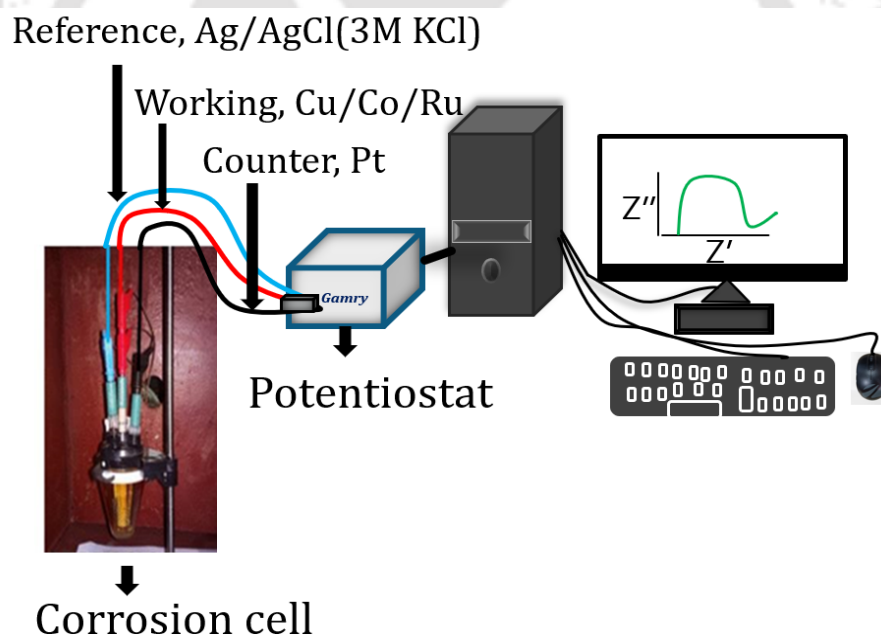 Reference, Ag/AgCl(3M KCl)
Working, Cu/Co/Ru
Counter, Pt
Z″
Z′
Gamry
Potentiostat
Corrosion cell